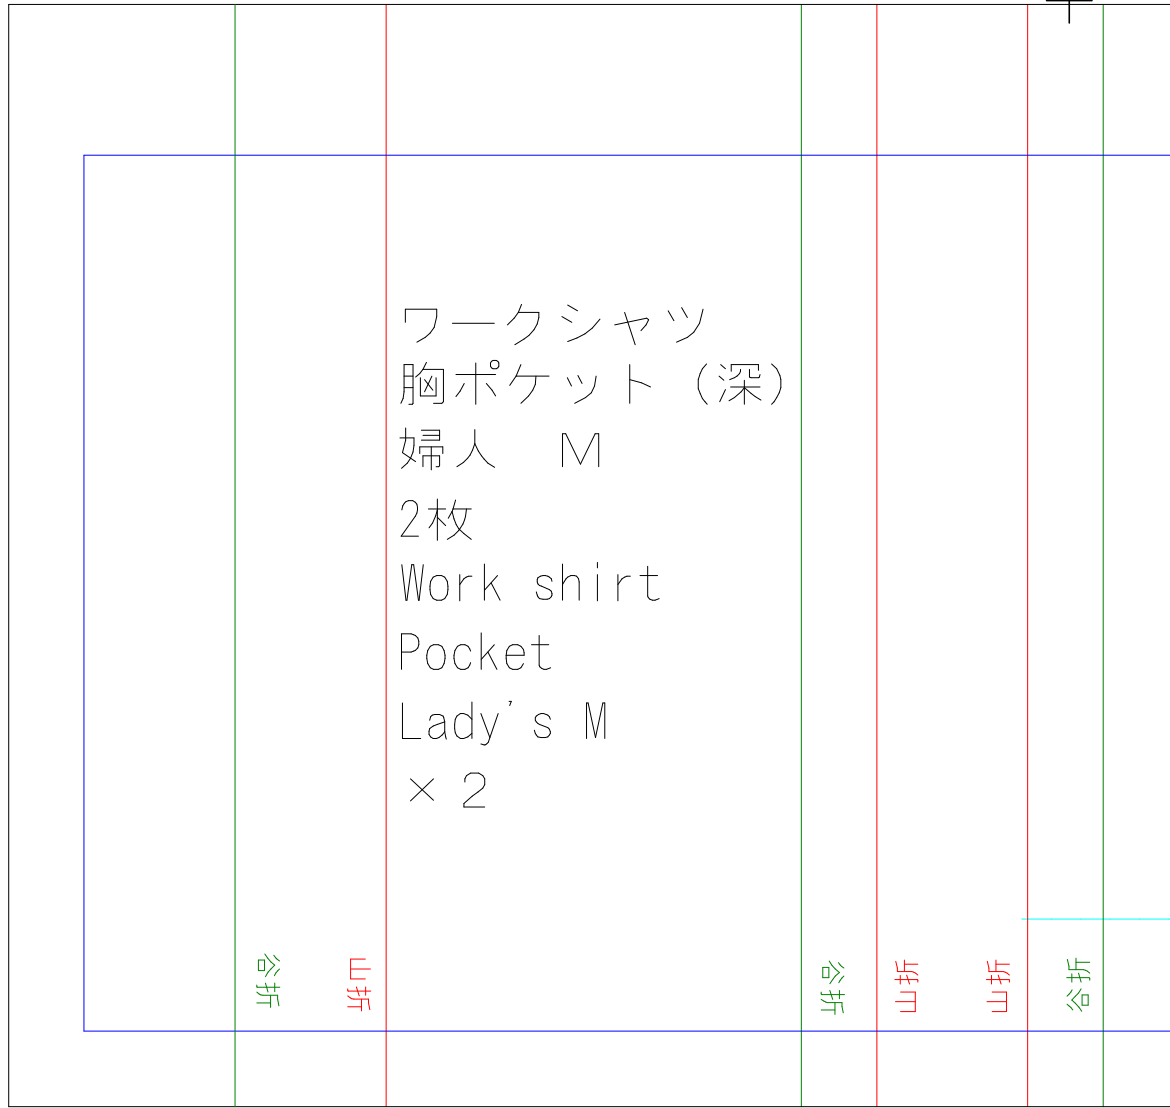 ワークシャツ
胸ポケット（深）
婦人　M
2枚
Work shirt
Pocket
Lady's M
×２
谷折
山折
谷折
山折
山折
谷折